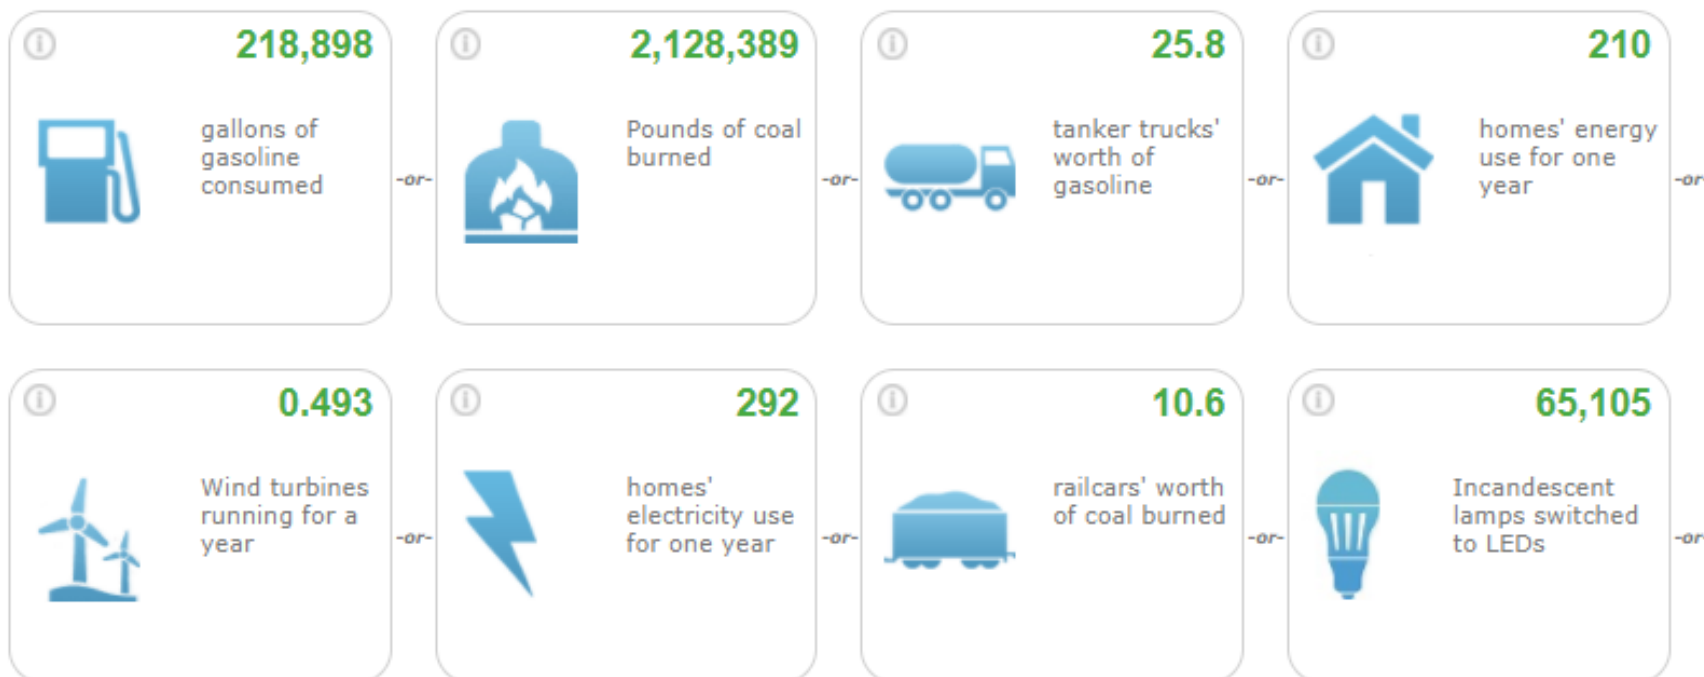 218,898
gallons of
gasoline
consumed
-or-
2,128,389
Pounds of coal
burned
-or-
25.8
tanker trucks'
worth of
gasoline
-or-
210
homes' energy
use for one
year
-or
0.493
Wind turbines
running for a
year
-or-
292
homes'
electricity use
for one year
-or-
10.6
railcars' worth
of coal burned
-or-
65,105
Incandescent
lamps switched
to LEDs
-or